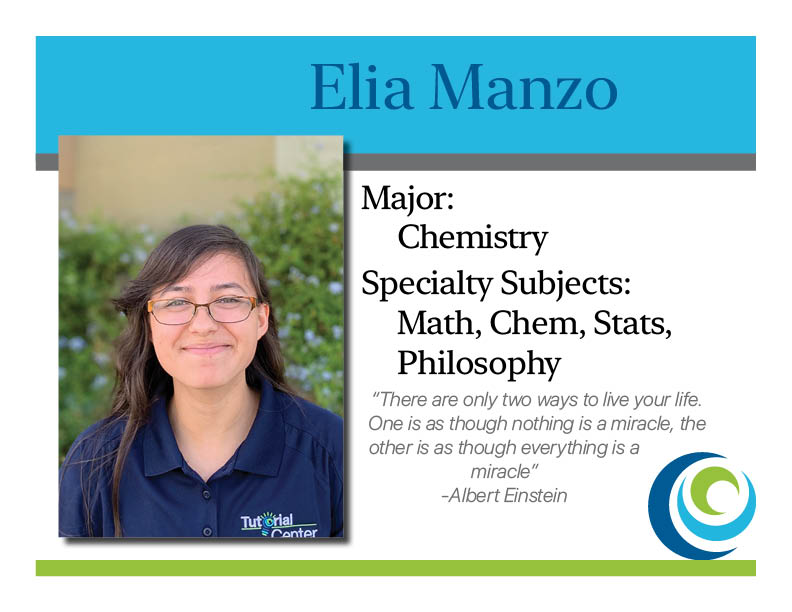 Elia Manzo
Major:
Chemistry
Specialty Subjects:
Math, Chem, Stats,
Philosophy
“There are only two ways to live your life.
One is as though nothing is a miracle, the
other is as though everything is a
miracle”
–Albert Einstein
Tutorial
Center